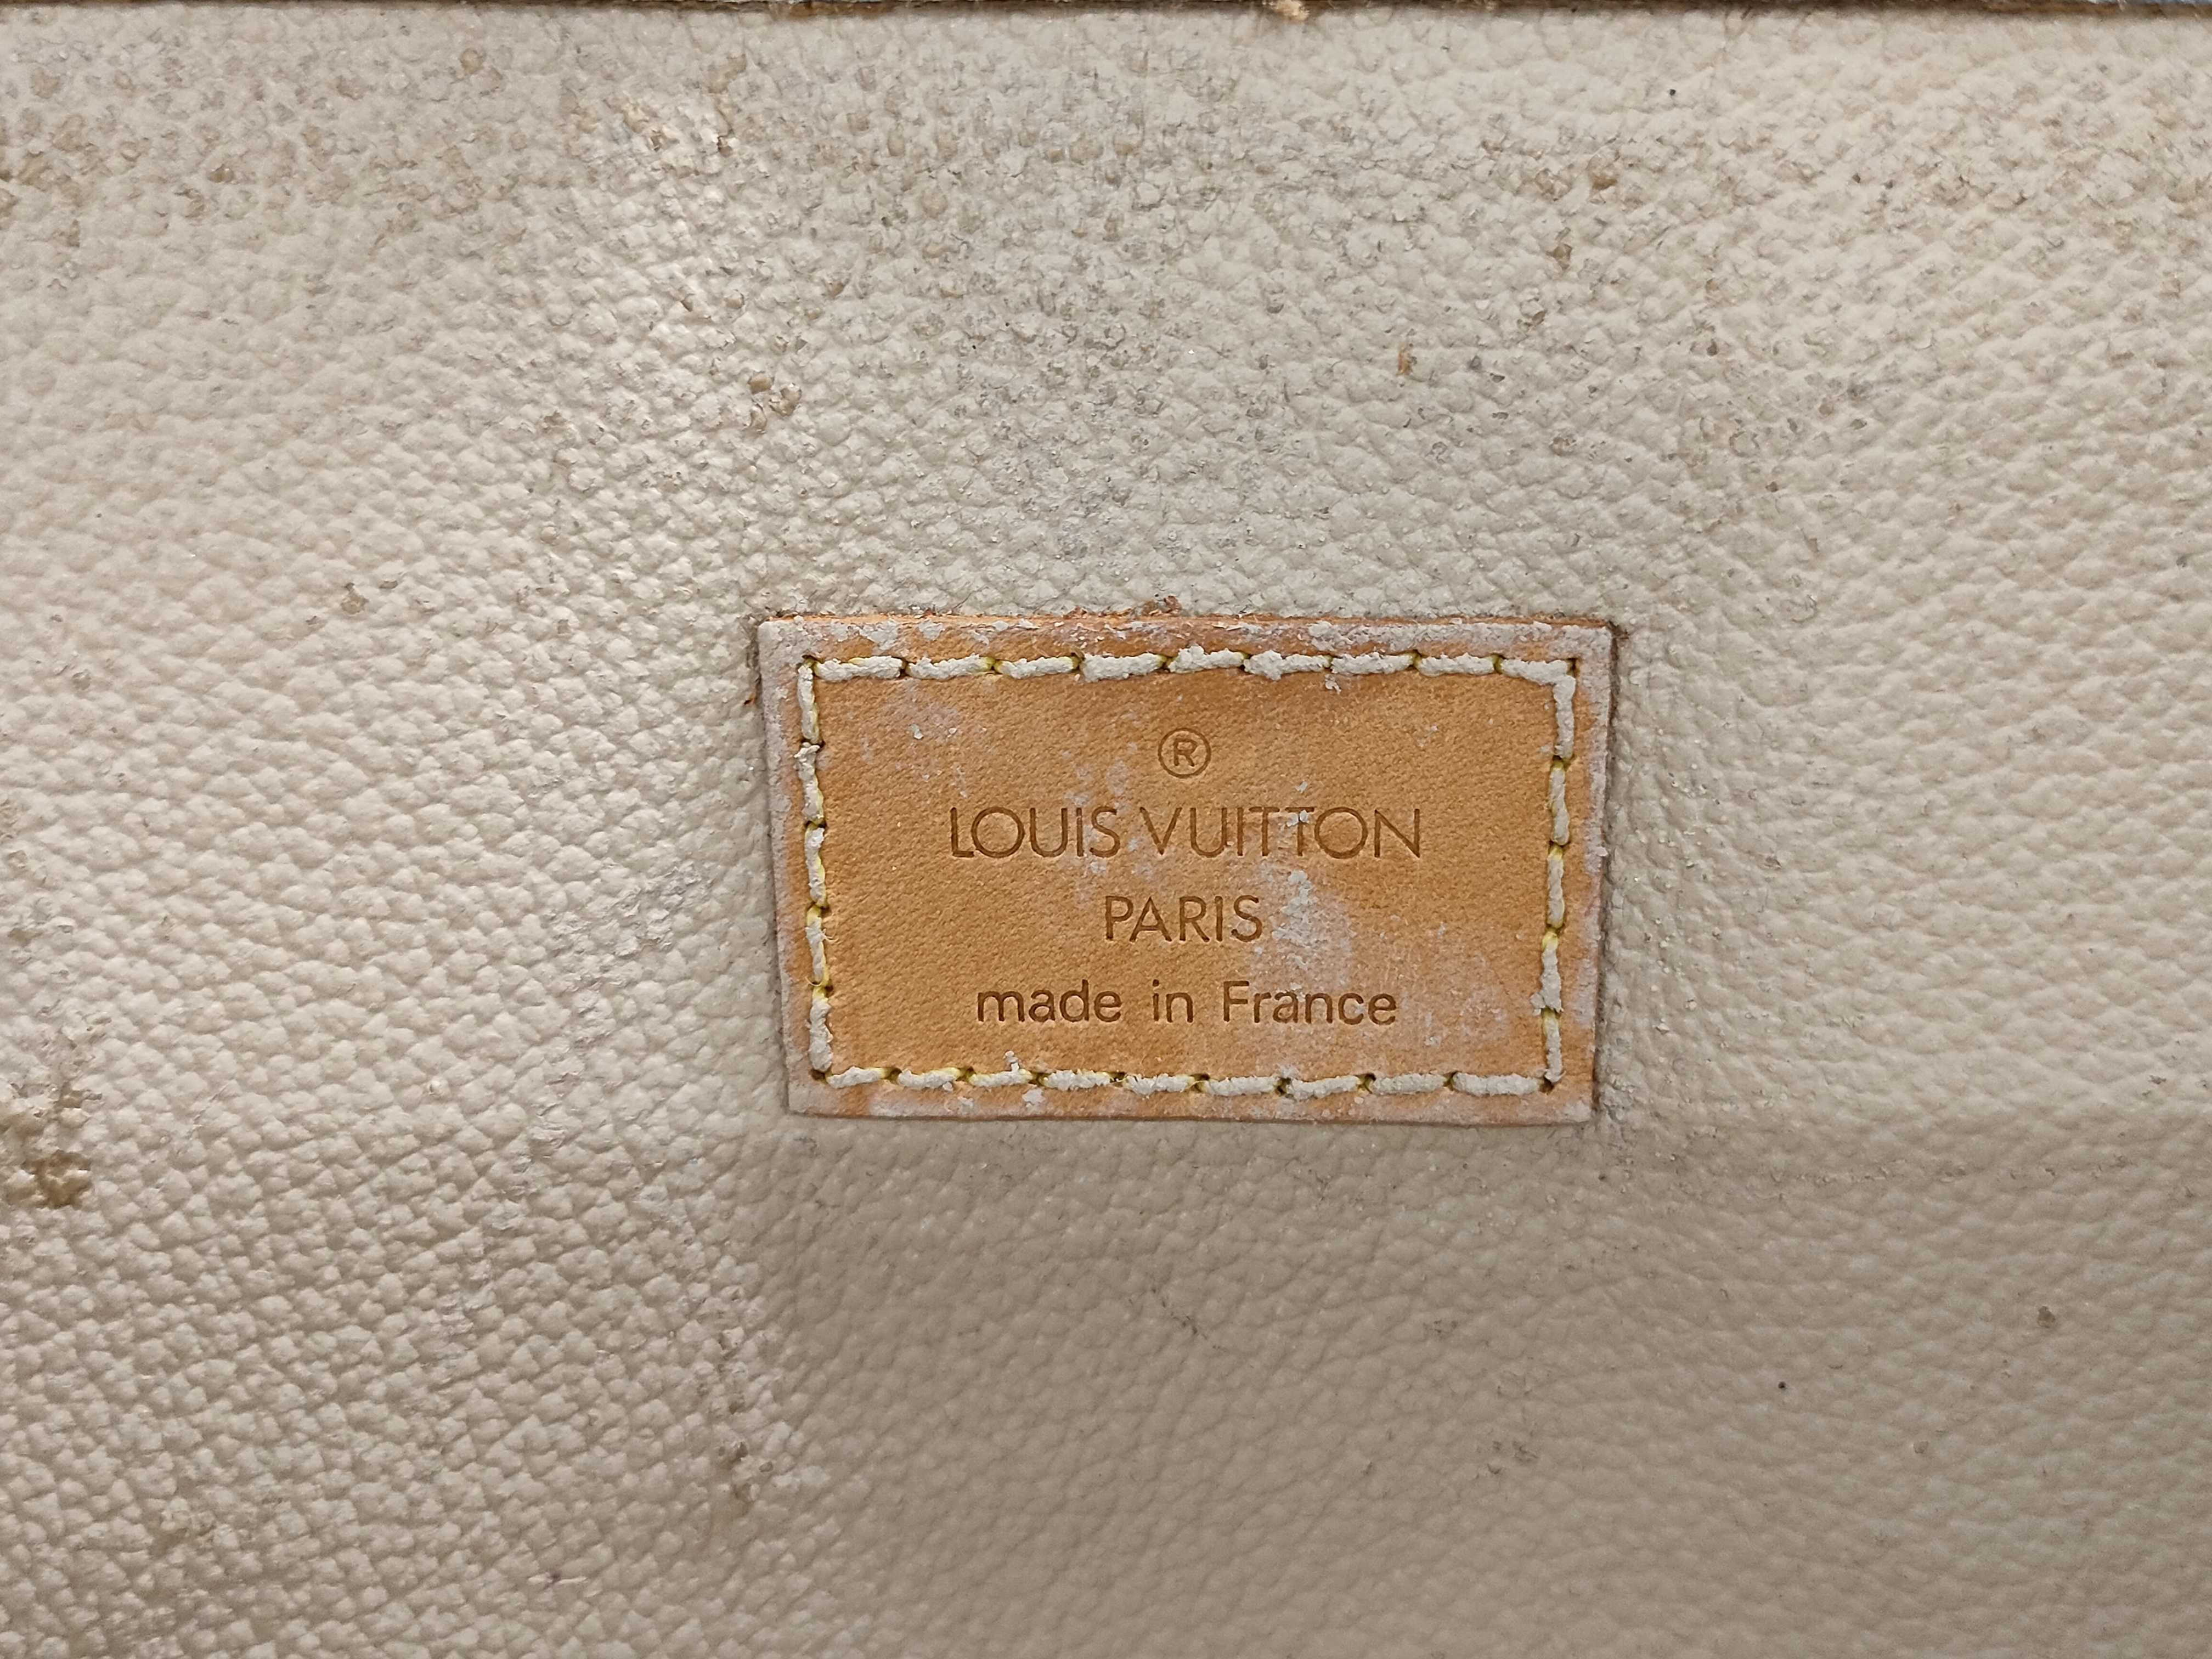 ®
LOUIS VUITTON
PARIS
made in France